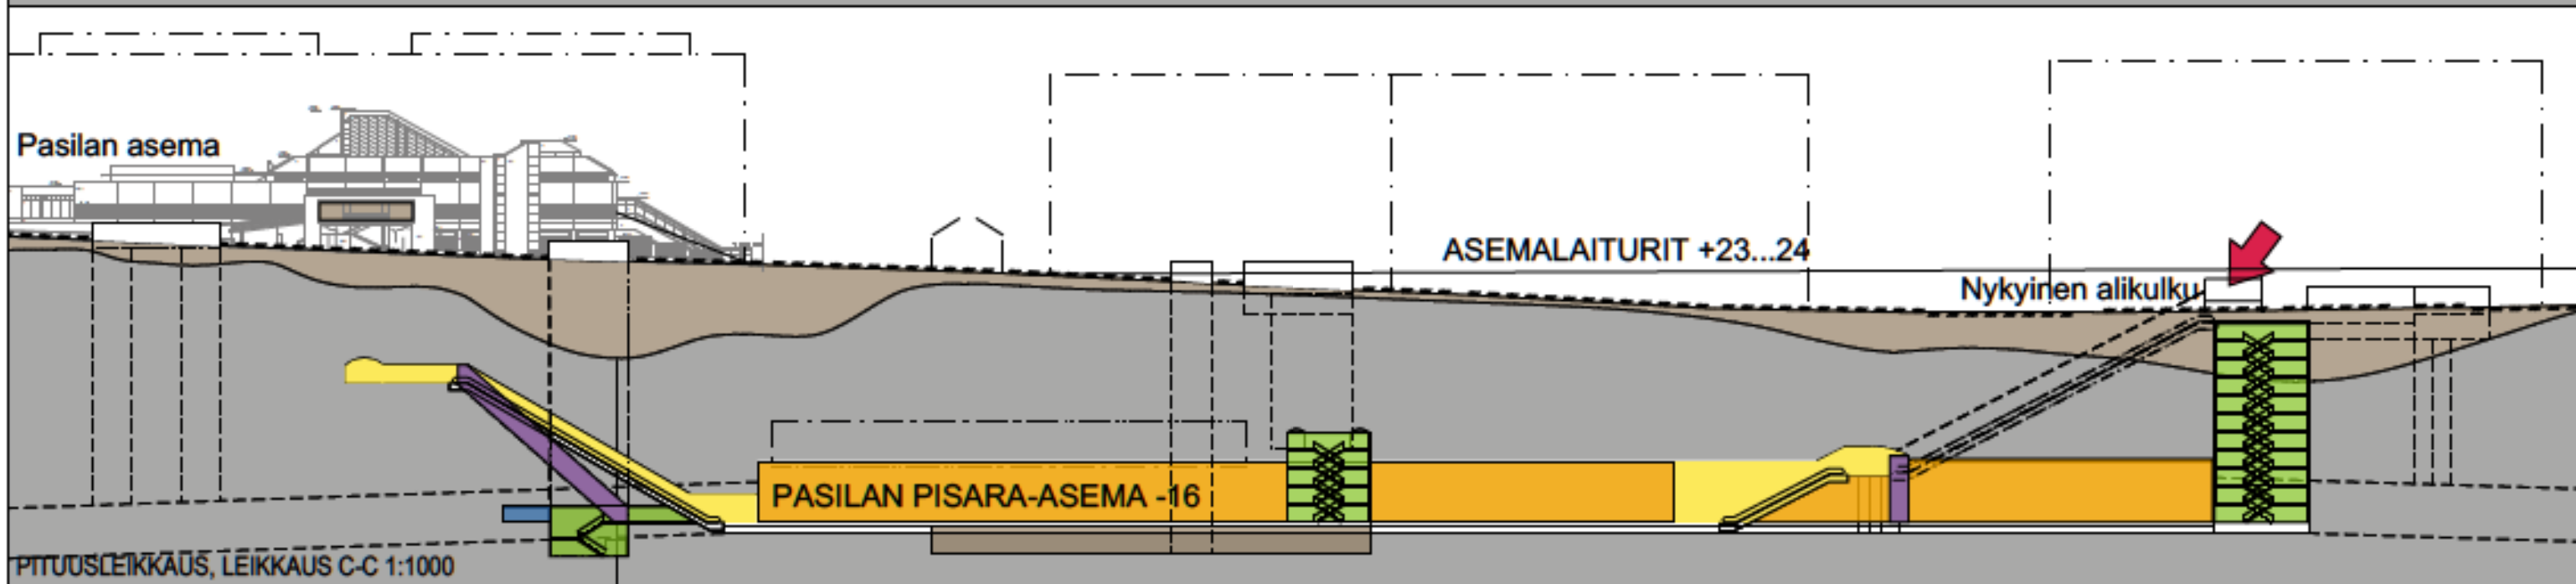 Pasilan asema
ASEMALAITURIT +23...24
Nykyinen alikulku
PASILAN PISARA-ASEMA -16
PITUUSLEIKKAUS, LEIKKAUS C-C 1:1000